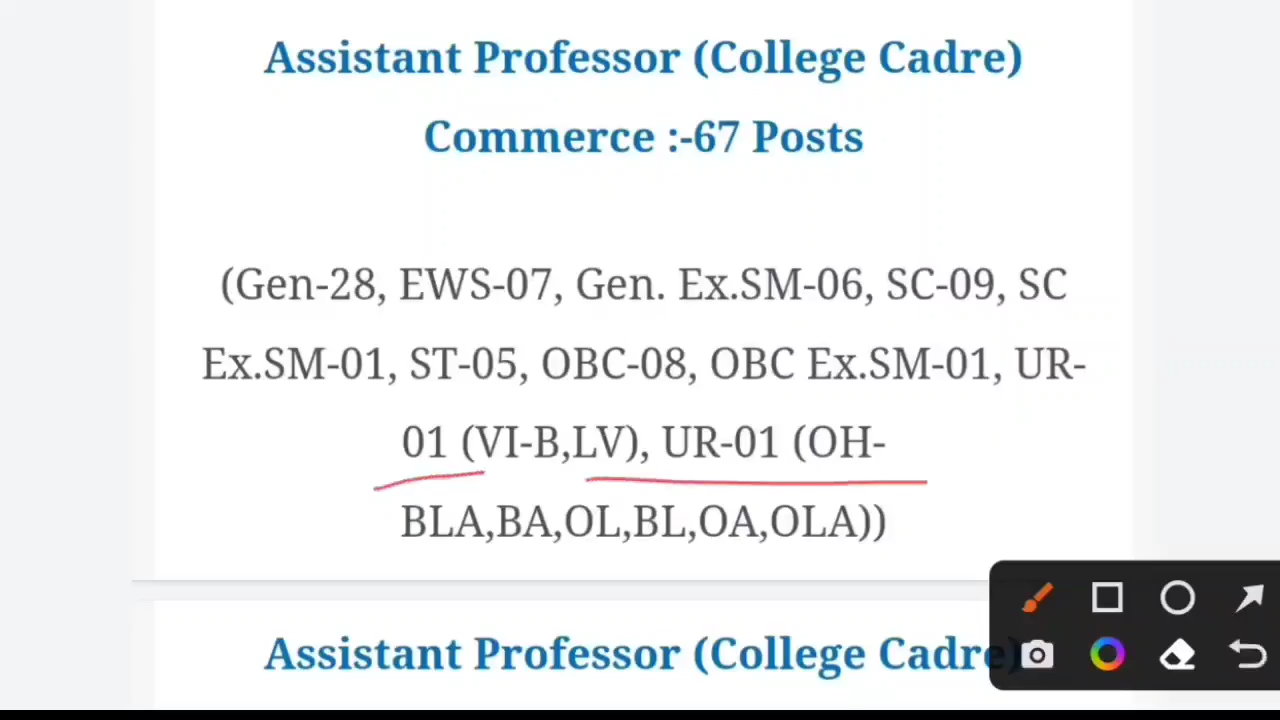 Assistant Professor (College Cadre)
Commerce :-67 Posts
(Gen-28, EWS-07, Gen. Ex.SM-06, SC-09, SC
Ex.SM-01, ST-05, OBC-08, OBC Ex.SM-01, UR-
01 (VI-B,LV), UR-01 (OH-
BLA,BA,OL,BL,OA,OLA))
Assistant Professor (College Cadre)